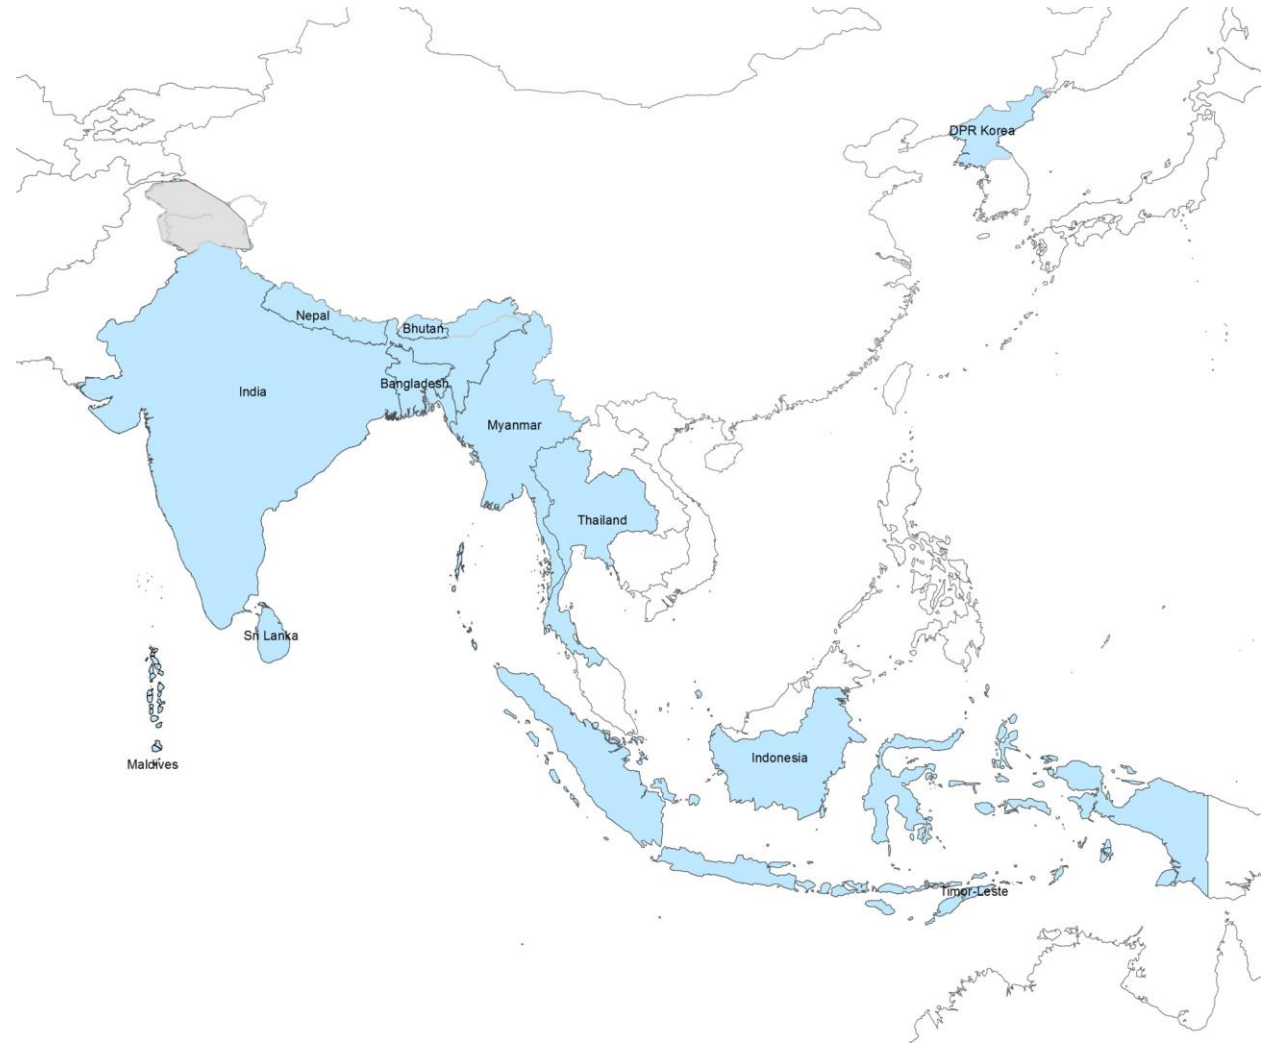 DPR Korea
Nepal
Bhutan
Bangladesh
India
Myanmar
Thailand
Sri Lanka
Indonesia
Maldives
Timor-Leste